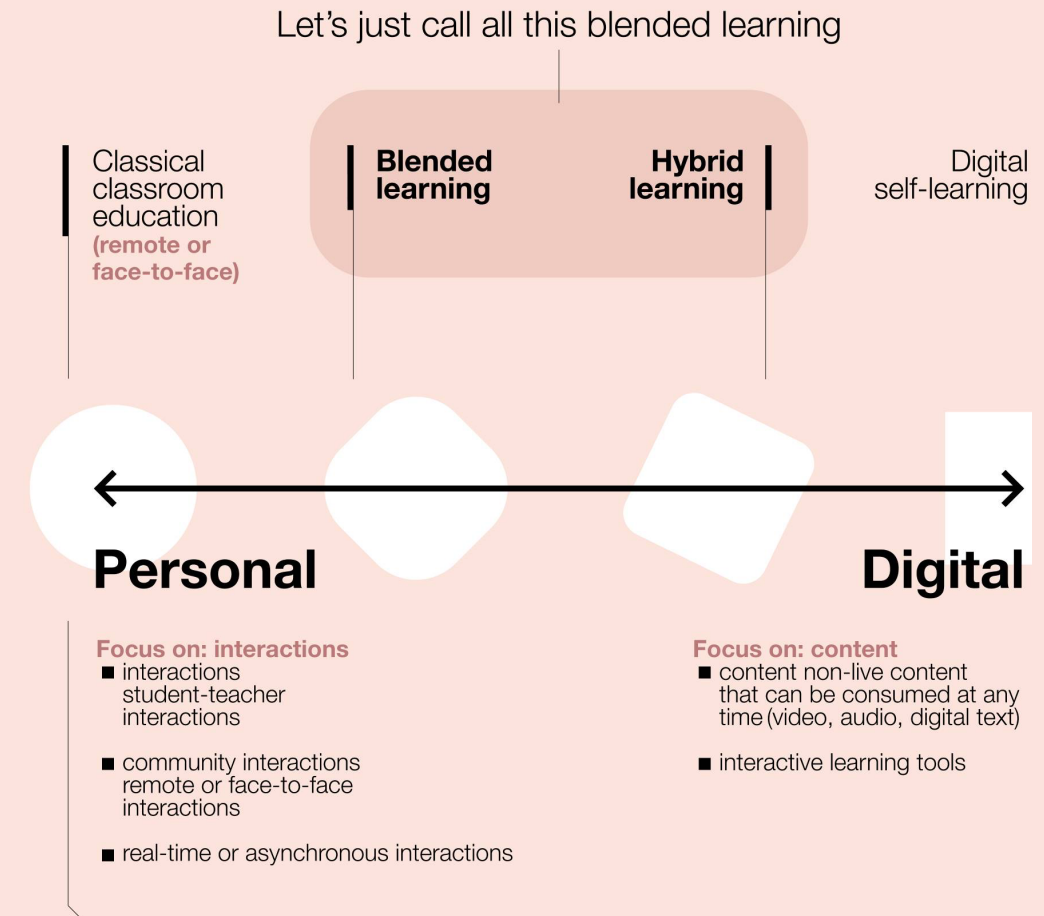 Let's just call all this blended learning
Classical
classroom
education
(remote or
face-to-face)
Blended
learning
Hybrid
learning
Digital
self-learning
Personal
Digital
Focus on: interactions
■ interactions
student-teacher
interactions
■ community interactions
remote or face-to-face
interactions
■ real-time or asynchronous interactions
Focus on: content
■ content non-live content
that can be consumed at any
time (video, audio, digital text)
■ interactive learning tools